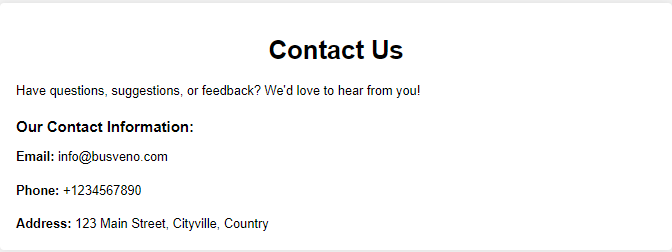 Contact Us
Have questions, suggestions, or feedback? We'd love to hear from you!
Our Contact Information:
Email: info@busveno.com
Phone: +1234567890
Address: 123 Main Street, Cityville, Country